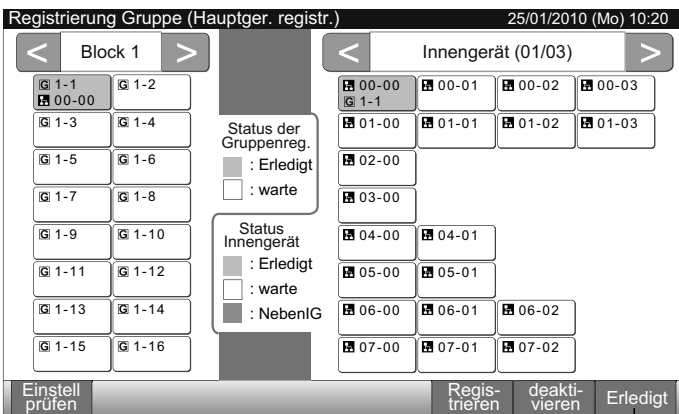 Registrierung Gruppe (Hauptger. registr.) 25/01/2010 (Mo) 10:20
< Block 1 >
G 1-1
00-00
G 1-2
G 1-3 G 1-4
G 1-5 G 1-6
G 1-7 G 1-8
G 1-9 G 1-10
G 1-11 G 1-12
G 1-13 G 1-14
G 1-15 G 1-16
Status der
Gruppenreg.
: Erledigt
: warte
Status
Innengerät
: Erledigt
: warte
: NebenIG
< Innengerät (01/03) >
00-00
G 1-1
00-01 00-02 00-03
01-00 01-01 01-02 01-03
02-00
03-00
04-00 04-01
05-00 05-01
06-00 06-01 06-02
07-00 07-01 07-02
Einstell
prüfen
Regis-
trieren
deakti-
vieren
Erledigt